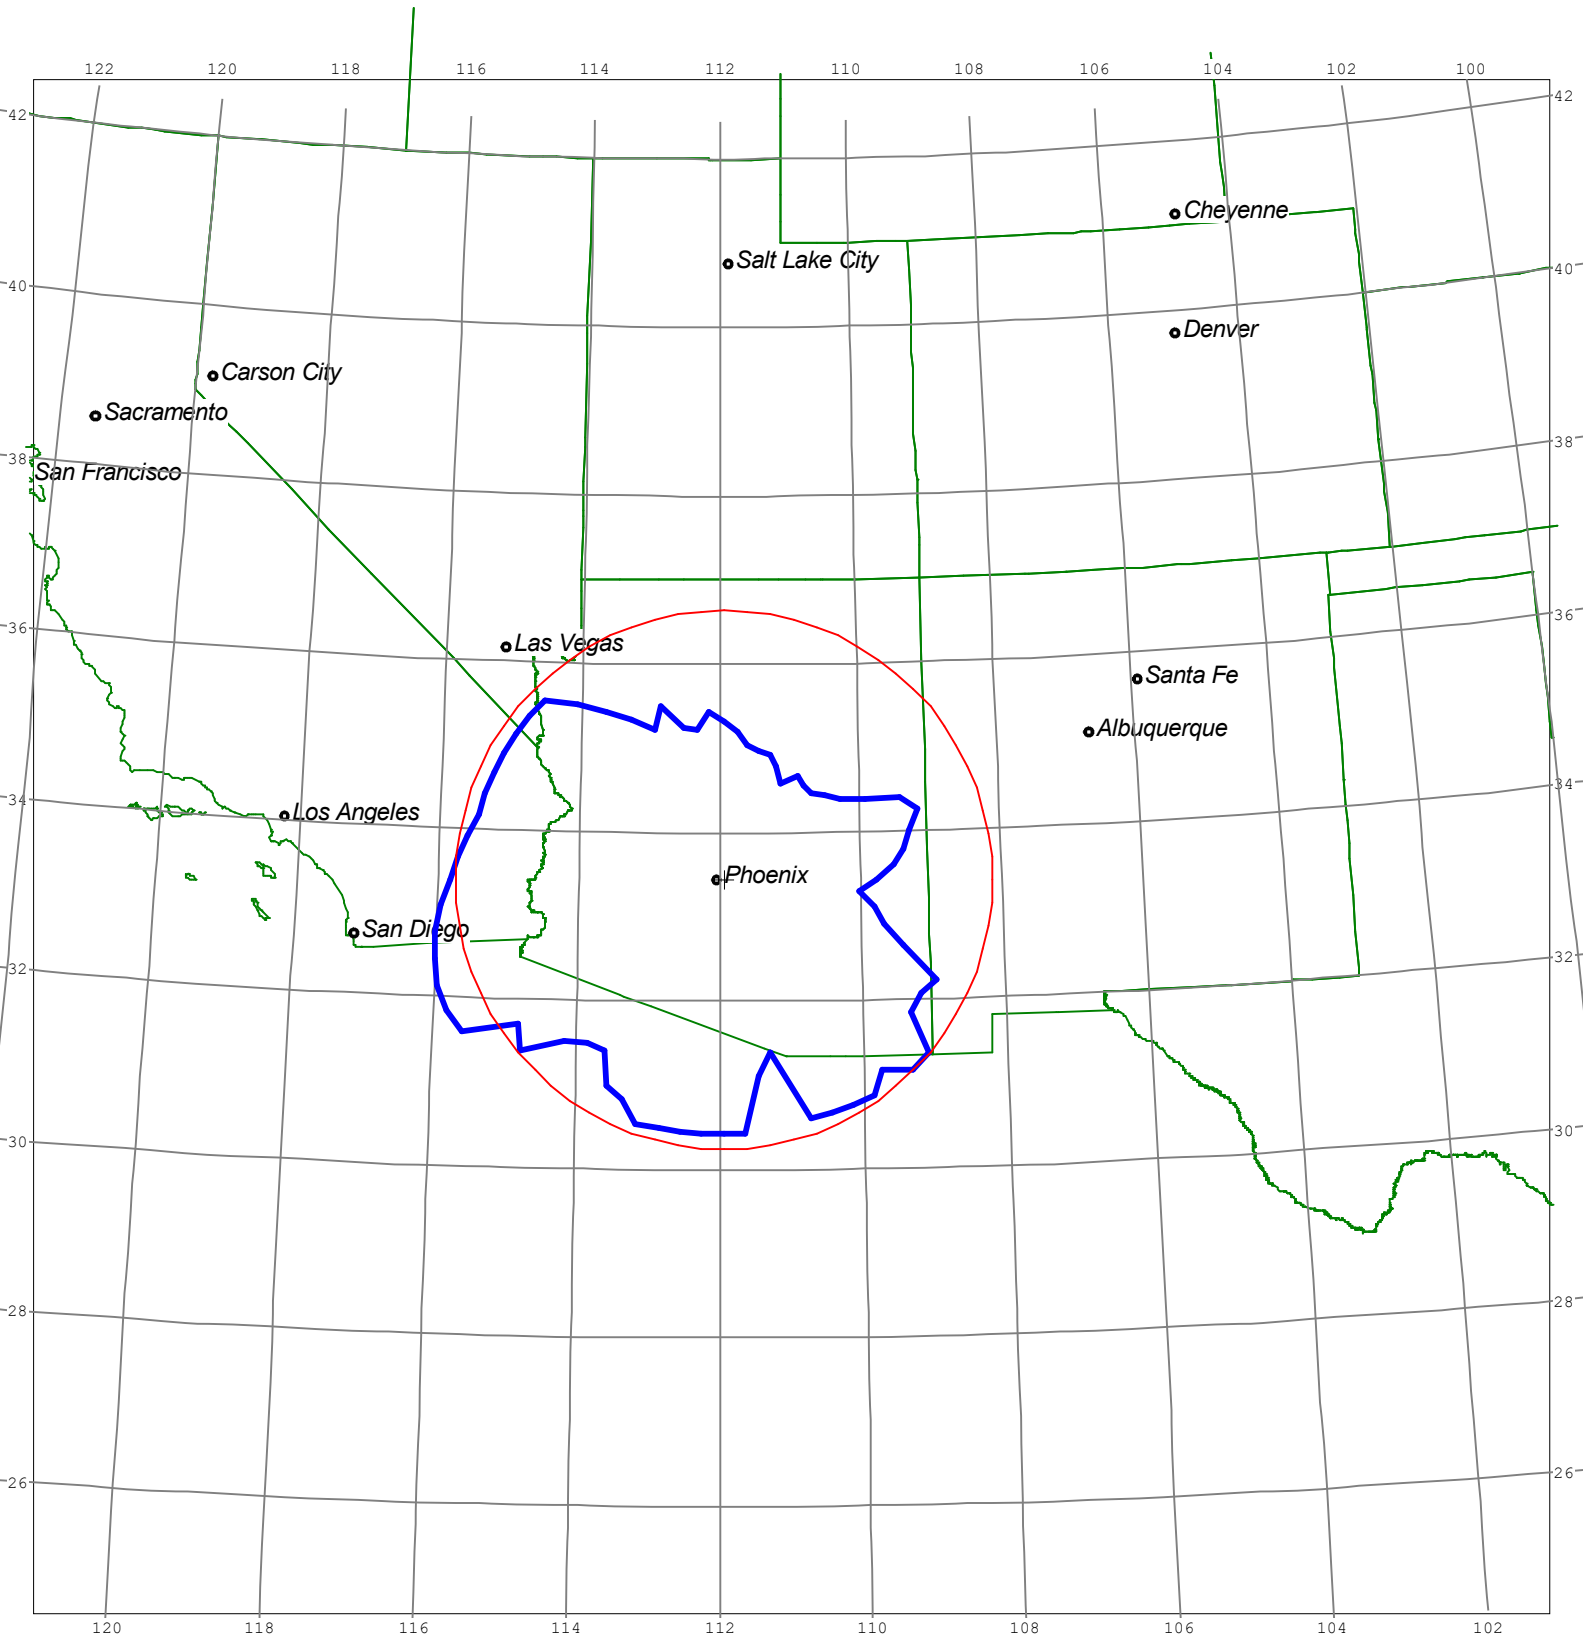 122 120 118 116 114 112 110 108 106 104 102 100
42 42
Cheyenne
Salt Lake City
40 40
Denver
Carson City
Sacramento
38 38
San Francisco
36 36
Las Vegas
Santa Fe
Albuquerque
34 34
Los Angeles
Phoenix
San Diego
32 32
30 30
28 28
26 26
120 118 116 114 112 110 108 106 104 102